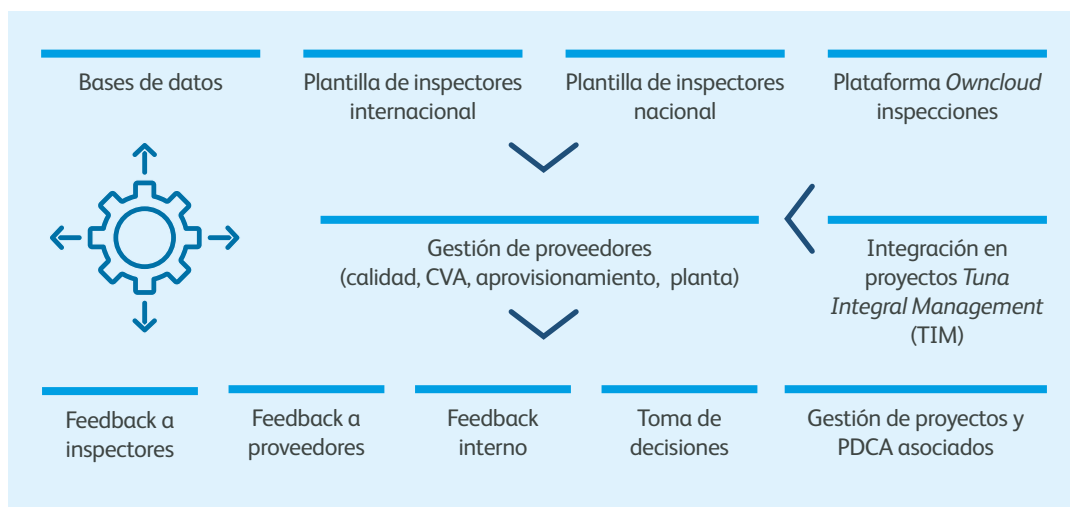 Bases de datos
Plantilla de inspectores
internacional
Plantilla de inspectores
nacional
Plataforma Owncloud
inspecciones
Gestión de proveedores
(calidad, CVA, aprovisionamiento, planta)
Integración en
proyectos Tuna
Integral Management
(TIM)
Feedback a
inspectores
Feedback a
proveedores
Feedback
interno
Toma de
decisiones
Gestión de proyectos y
PDCA asociados